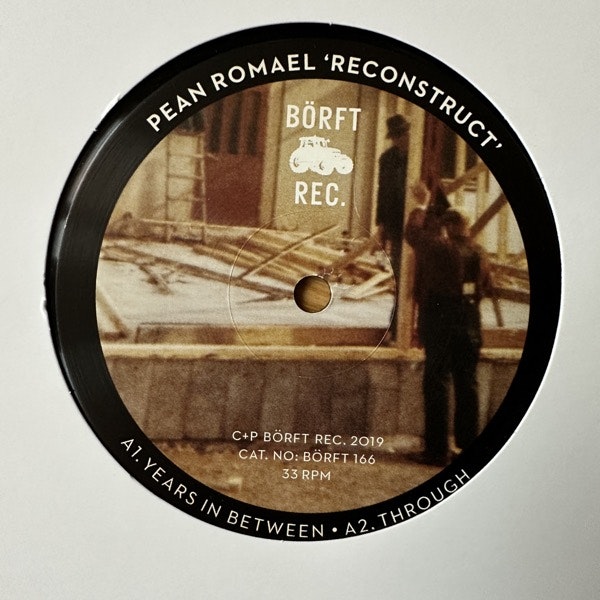 PEAN ROMAEL ‘RECONSTRUCT’
BÖRFT
REC.
C+P BÖRFT REC. 2019
CAT. NO: BÖRFT 166
33 RPM
A1. YEARS IN BETWEEN • A2. THROUGH